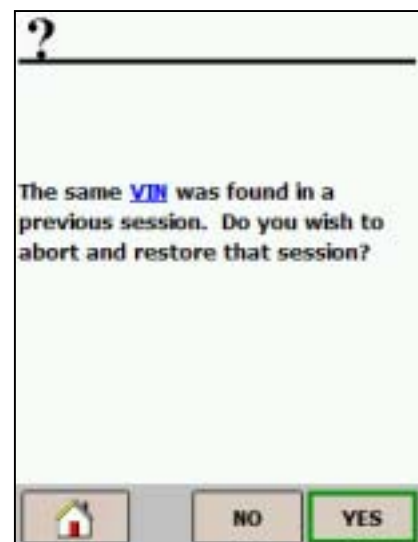 ?
The same VIN was found in a
previous session. Do you wish to
abort and restore that session?
NO YES